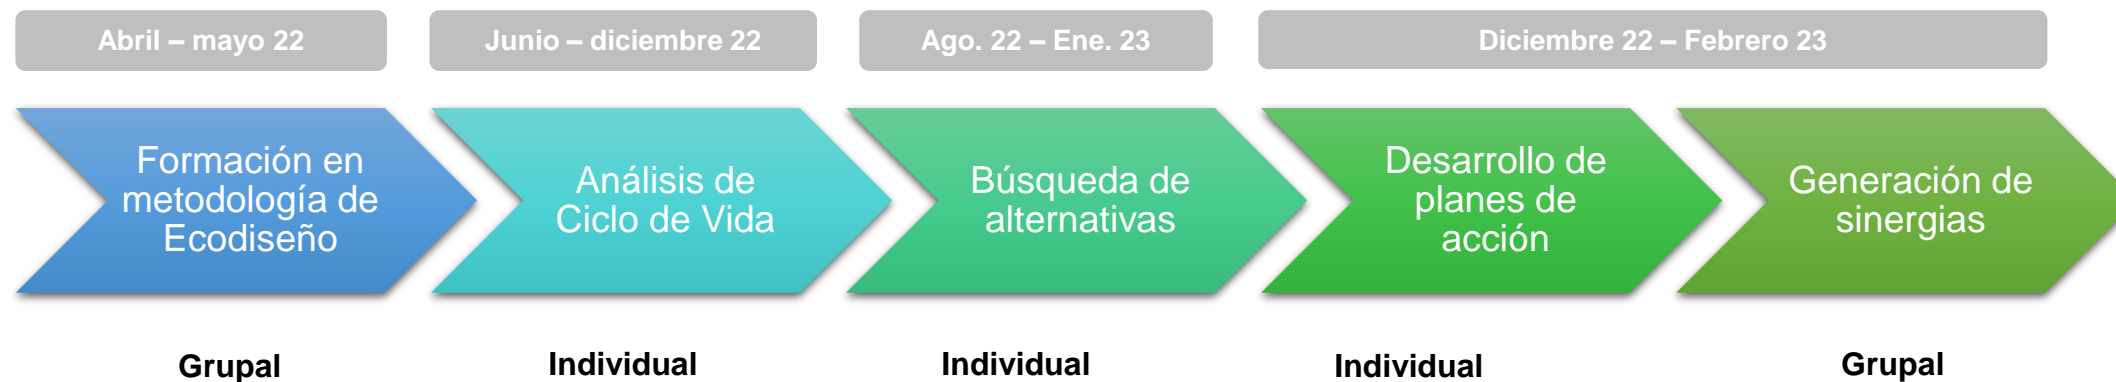 Abril – mayo 22
Junio – diciembre 22
Ago. 22 – Ene. 23
Diciembre 22 – Febrero 23
Formación en
metodología de
Ecodiseño
Análisis de
Ciclo de Vida
Búsqueda de
alternativas
Desarrollo de
planes de
acción
Generación de
sinergias
Grupal
Individual
Individual
Individual
Grupal